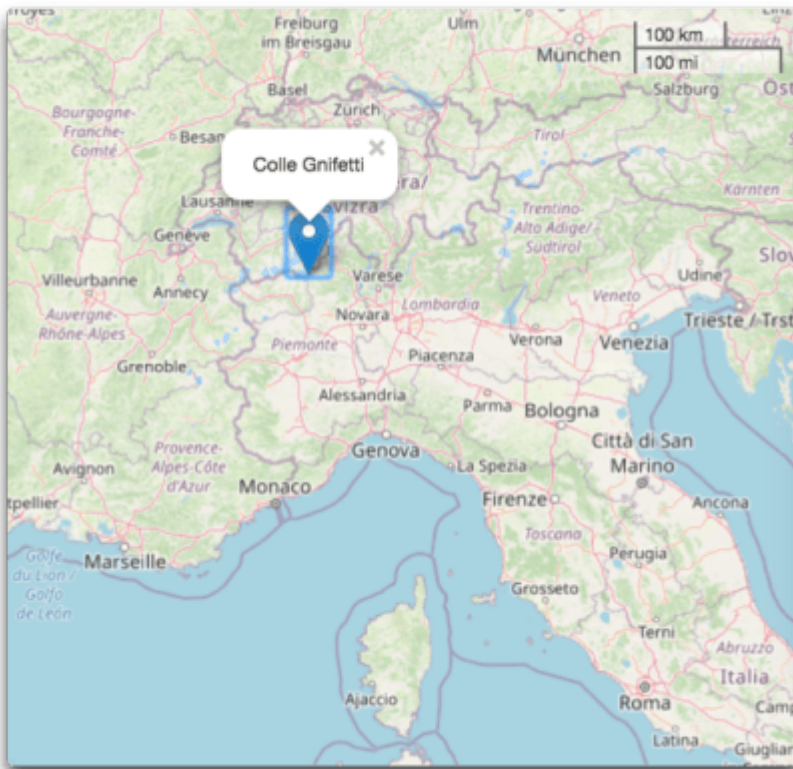 Freiburg
im Breisgau
Ulm
100 km
100 mi
München
Salzburg
Basel
Zürich
Bourgogne-
Franche-
Comté
Tirol
×
Colle Gnifetti
Lausanne
Kärnten
Genève
Trentino-
Alto Adige/
Südtirol
Villeurbanne
Annecy
Varese
Udine
Auvergne-
Rhône-Alpes
Novara
Lombardia
Veneto
Trieste / Trst
Grenoble
Piemonte
Verona
Venezia
Piacenza
Alessandria
Parma
Bologna
Provence-
Alpes-Côte
d'Azur
Genova
Città di San
Marino
Avignon
Monaco
La Spezia
Firenze
Ancona
Marseille
Toscana
Golfe
du Lion /
Golfo
de León
Perugia
Grosseto
Terni
Abruzzo
Italia
Ajaccio
Roma
Latina